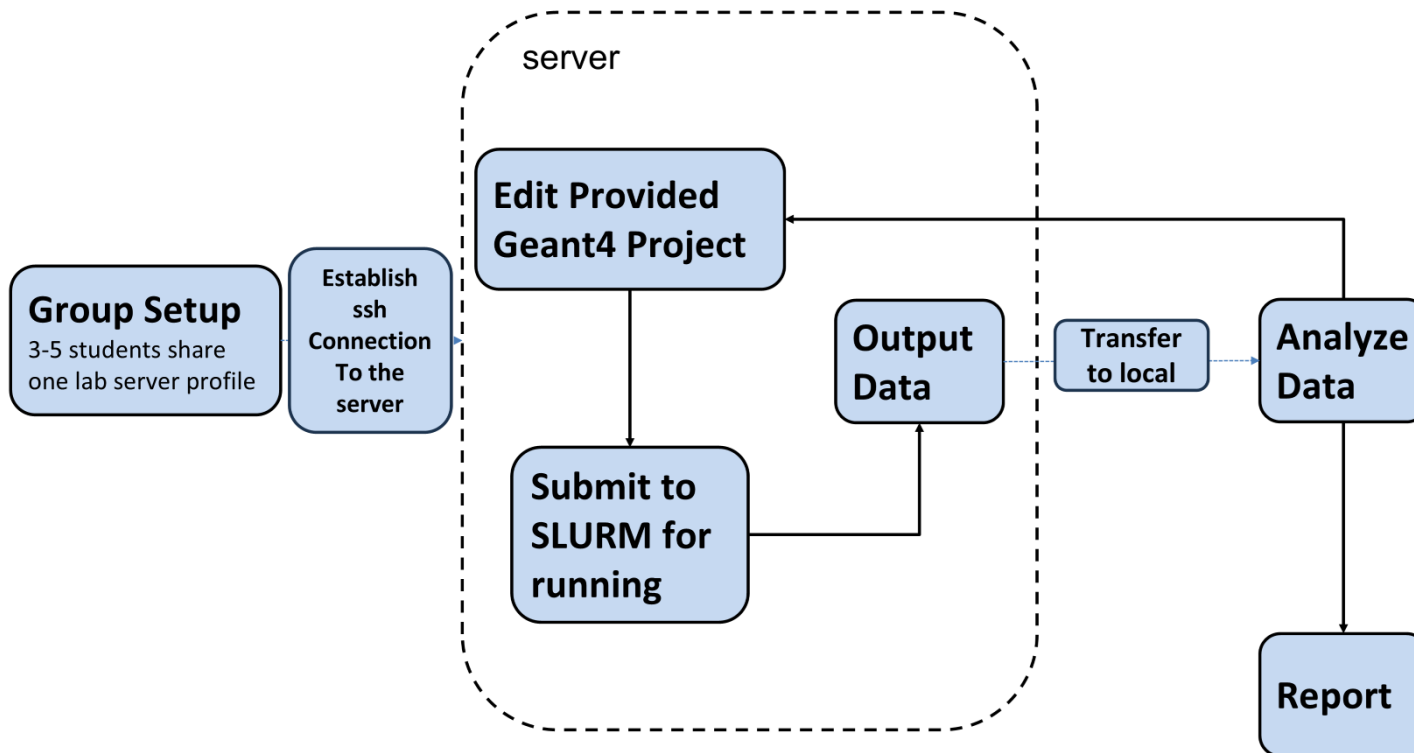 server
Edit Provided
Geant4 Project
Group Setup
3-5 students share
one lab server profile
Establish
ssh
Connection
To the
server
Submit to
SLURM for
running
Output
Data
Transfer
to local
Analyze
Data
Report